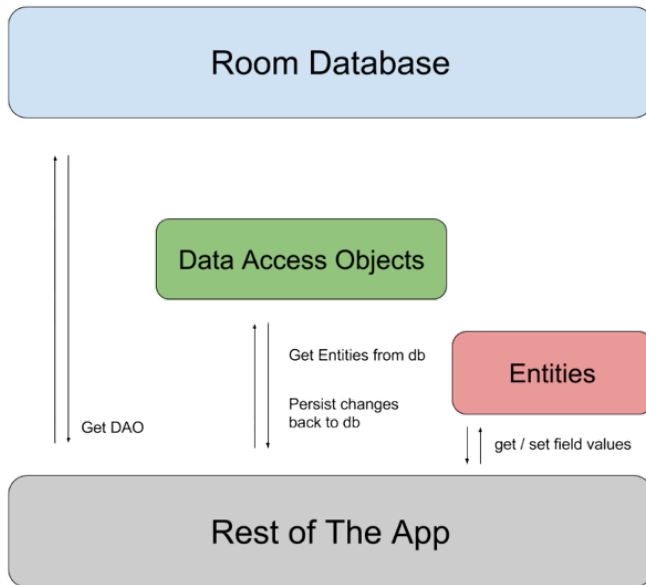 Room Database
Data Access Objects
Get Entities from db
Entities
Persist changes
back to db
Get DAO
get / set field values
Rest of The App